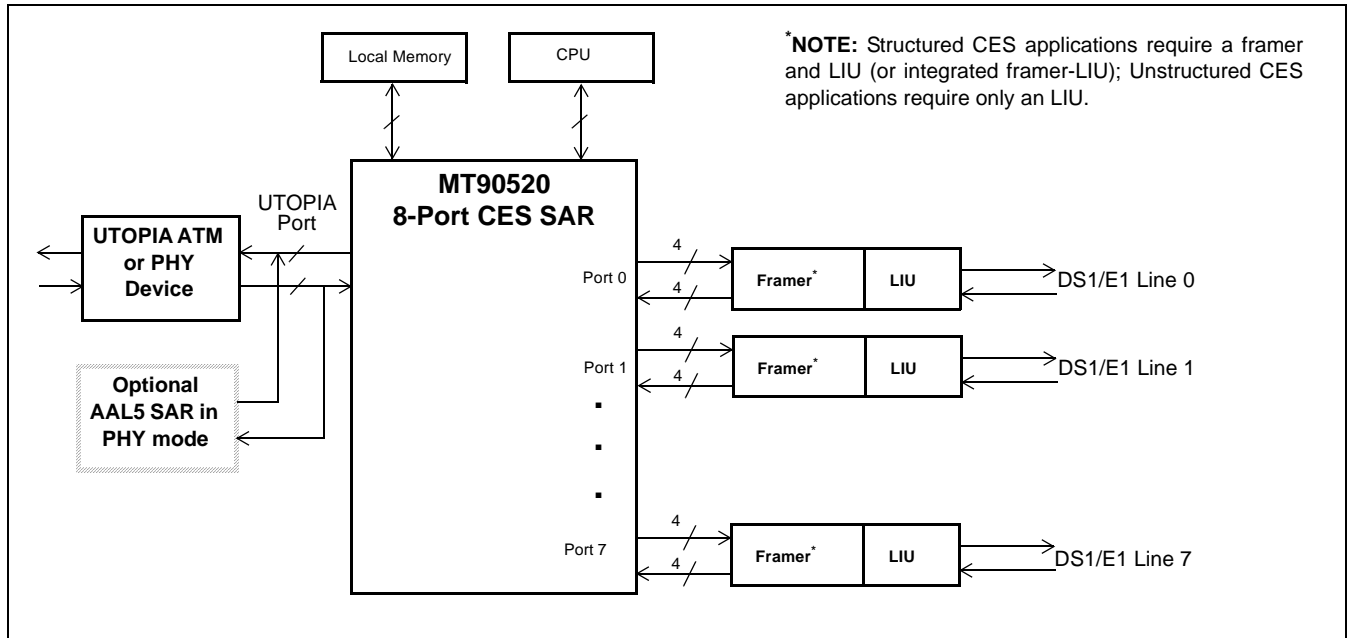 Local Memory
CPU
*NOTE: Structured CES applications require a framer
and LIU (or integrated framer-LIU); Unstructured CES
applications require only an LIU.
MT90520
8-Port CES SAR
UTOPIA
Port
UTOPIA ATM
or PHY
Device
Optional
AAL5 SAR in
PHY mode
Port 0
4
4
Framer*
LIU
DS1/E1 Line 0
Port 1
4
4
Framer*
LIU
DS1/E1 Line 1
Port 7
4
4
Framer*
LIU
DS1/E1 Line 7